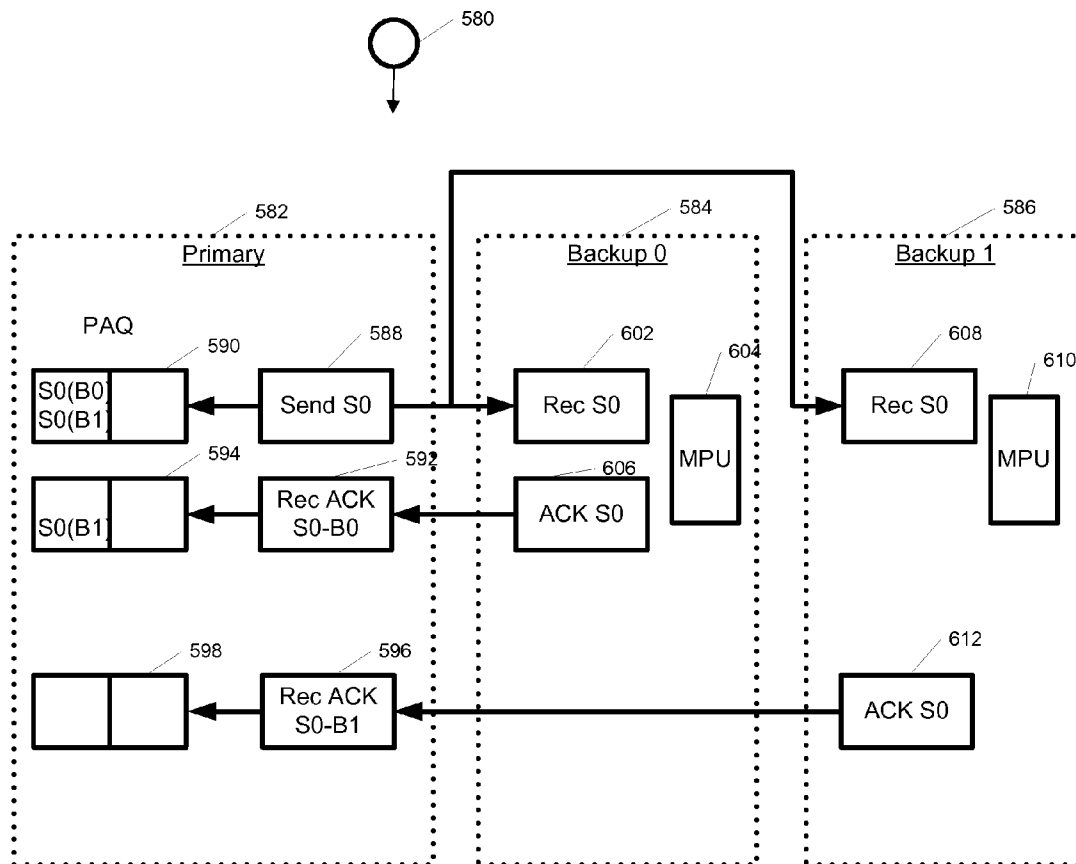 580
582
584
586
Primary
Backup 0
Backup 1
PAQ
590
588
602
604
608
610
S0(B0)
S0(B1)
Send S0
Rec S0
MPU
Rec S0
MPU
594
592
606
S0(B1)
Rec ACK
S0-B0
ACK S0
598
596
612
Rec ACK
S0-B1
ACK S0